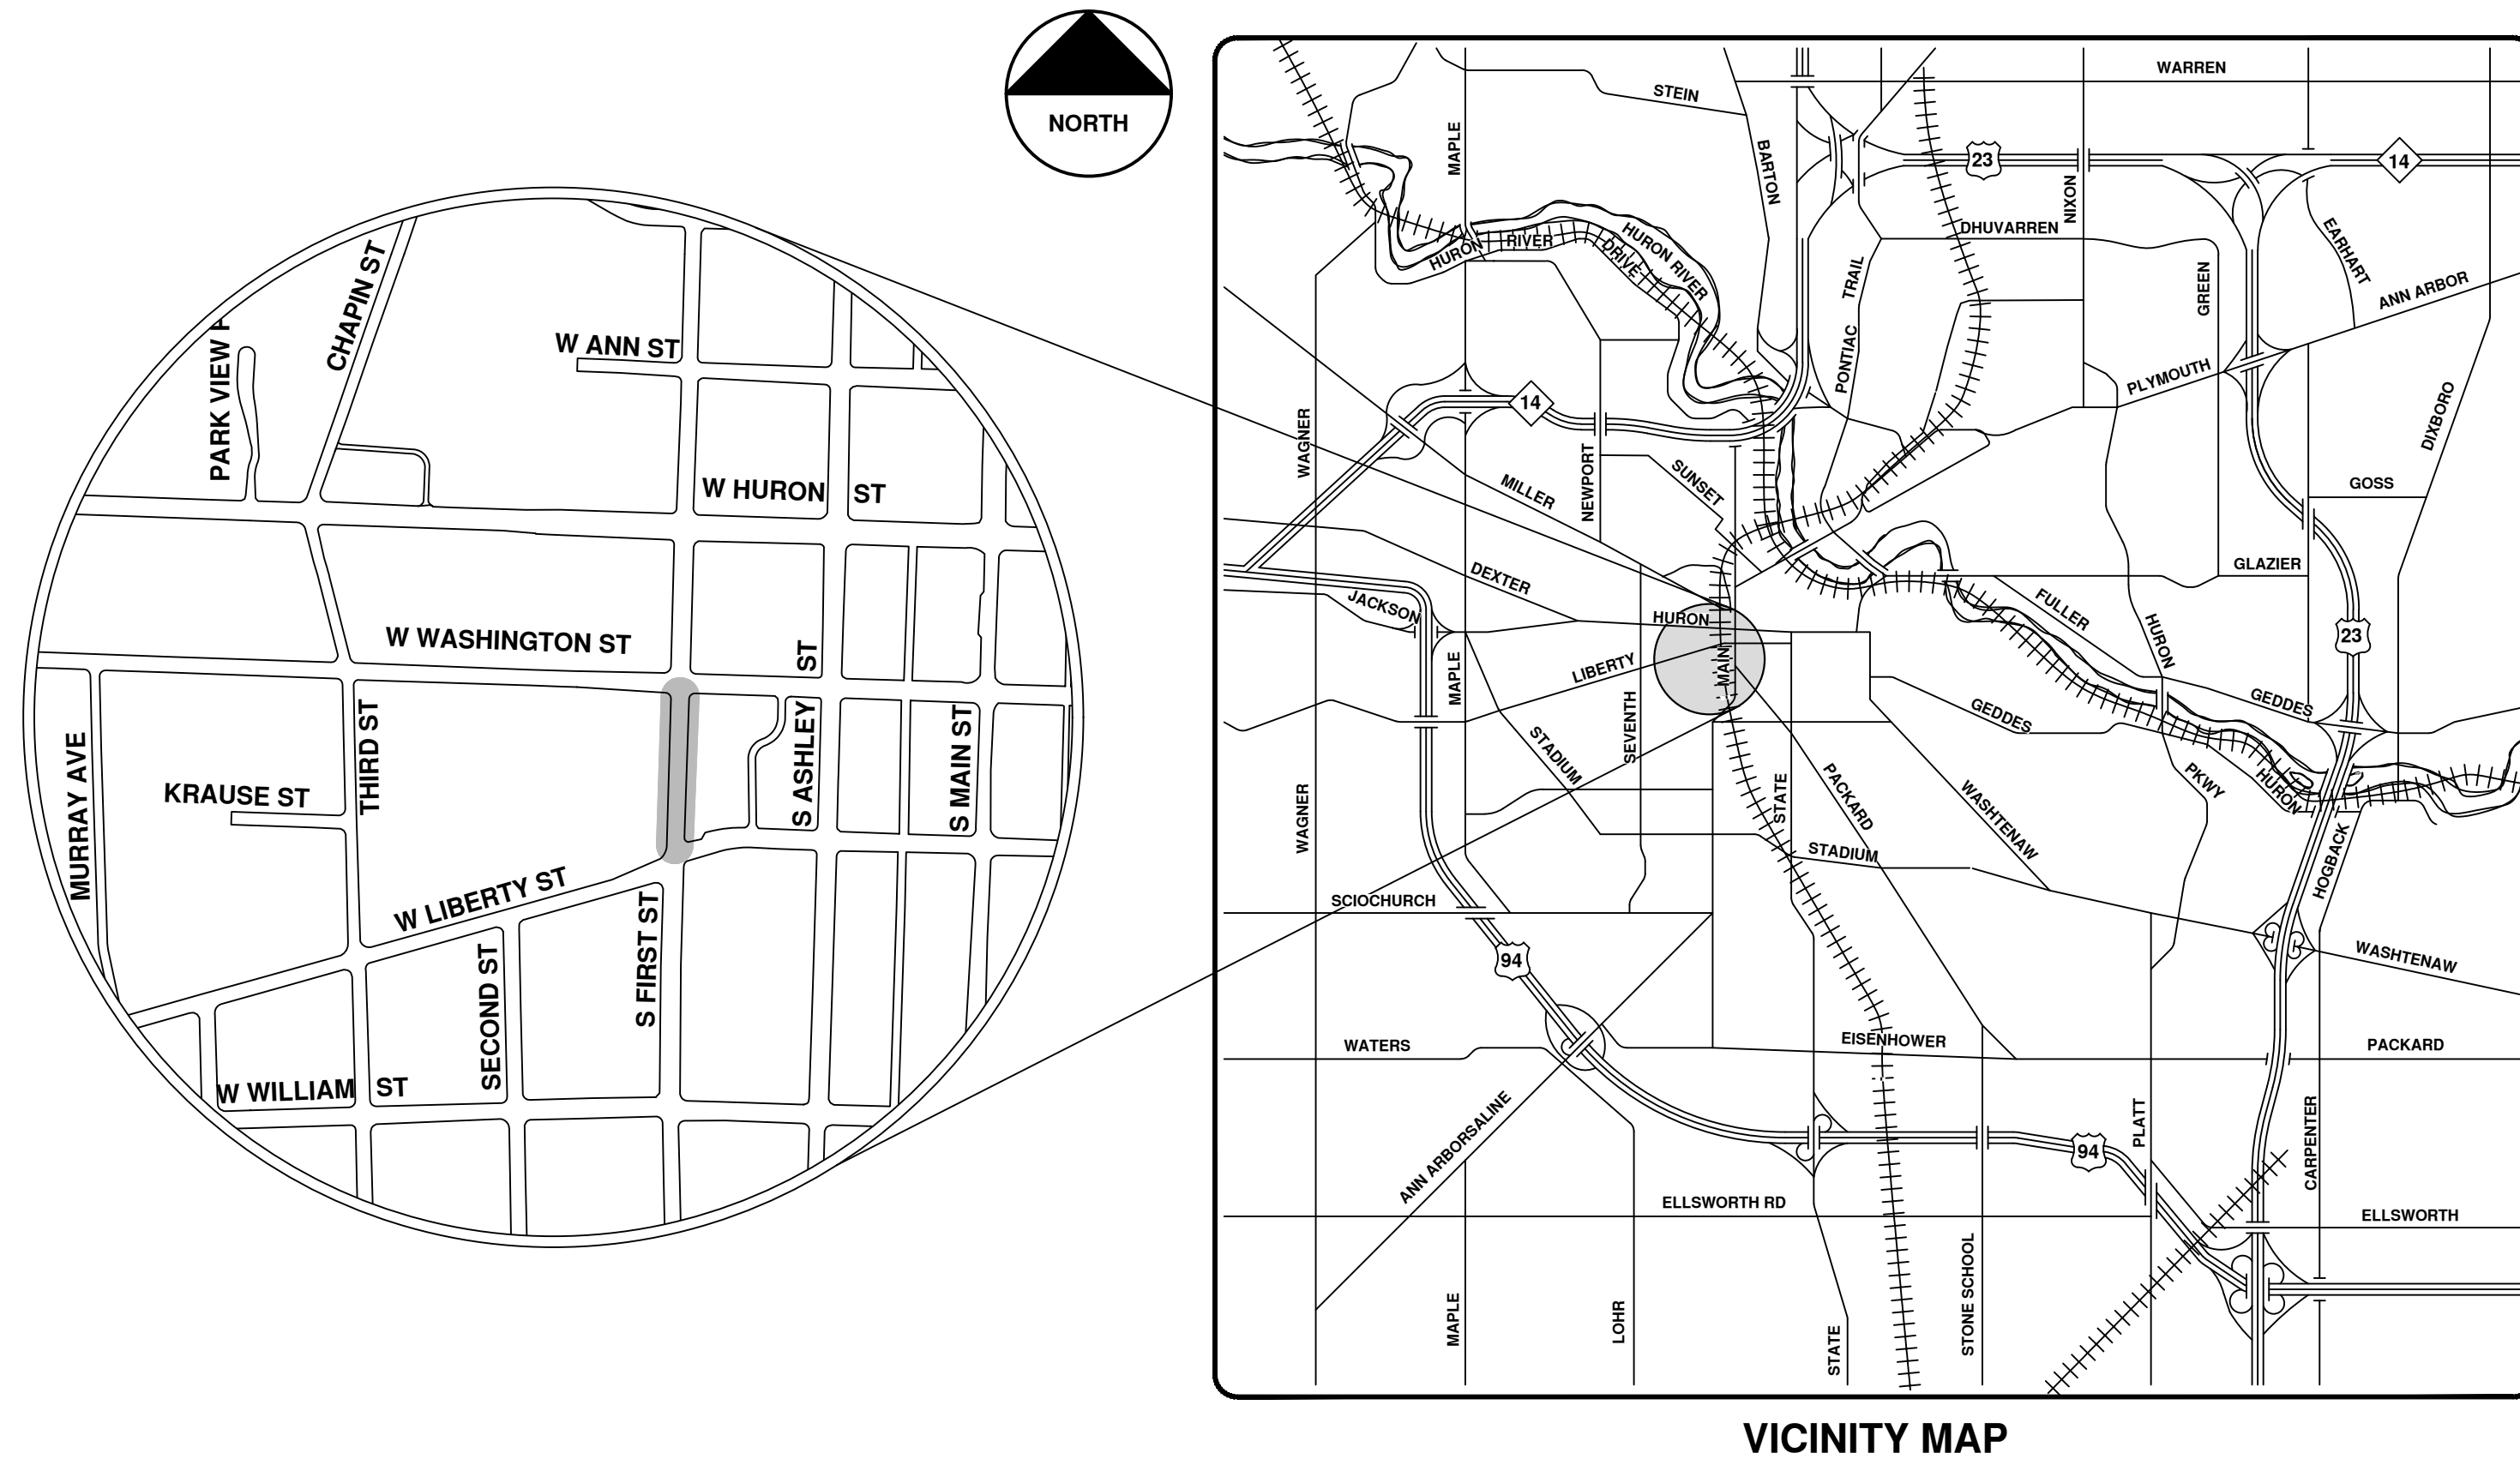 NORTH
CHAPIN ST
PARK VIEW
W ANN ST
W HURON ST
W WASHINGTON ST
ST
S ASHLEY
S MAIN ST
THIRD ST
MURRAY AVE
KRAUSE ST
W LIBERTY ST
S FIRST ST
SECOND ST
W WILLIAM ST
WARREN
STEIN
MAPLE
BARTON
23
14
NIXON
DHUVARREN
EARHART
HURON RIVER DRIVE
HURON RIVER
TRAIL
PONTIAC
GREEN
ANN ARBOR
PLYMOUTH
DIXBORO
14
WAGNER
NEWPORT
SUNSET
MILLER
GOSS
GLAZIER
DEXTER
JACKSON
HURON
FULLER
HURON
23
MAPLE
LIBERTY
MAIN
SEVENTH
GEDDES
GEDDES
STADIUM
STATE
PACKARD
WASHTENAW
PKWY
HURON
WAGNER
STADIUM
HOGBACK
SCIOCHURCH
94
WASHTENAW
WATERS
EISENHOWER
PACKARD
ANN ARBORSALINE
PLATT
CARPENTER
94
ELLSWORTH RD
ELLSWORTH
MAPLE
LOHR
STATE
STONE SCHOOL
VICINITY MAP